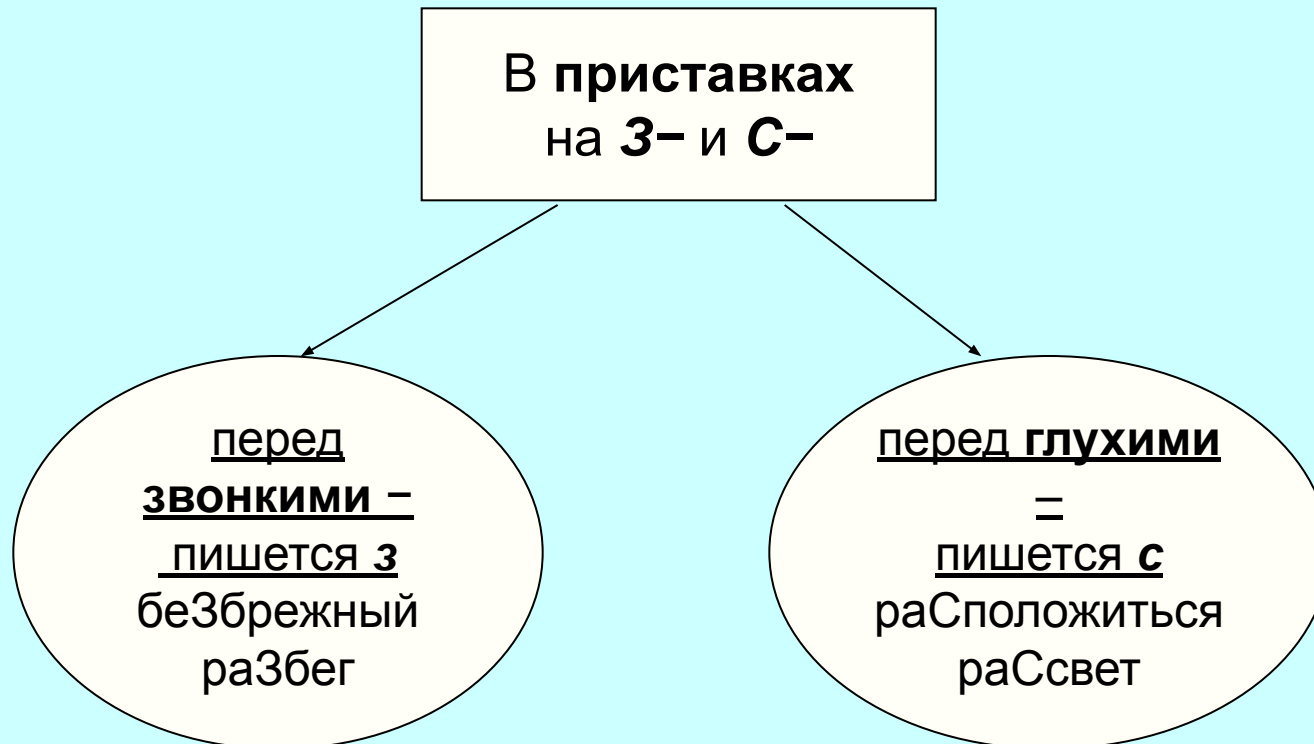 В приставках
на З− и С−
перед
звонкими −
пишется з
беЗбрежный
раЗбег
перед глухими
–
пишется с
раСположиться
раСсвет